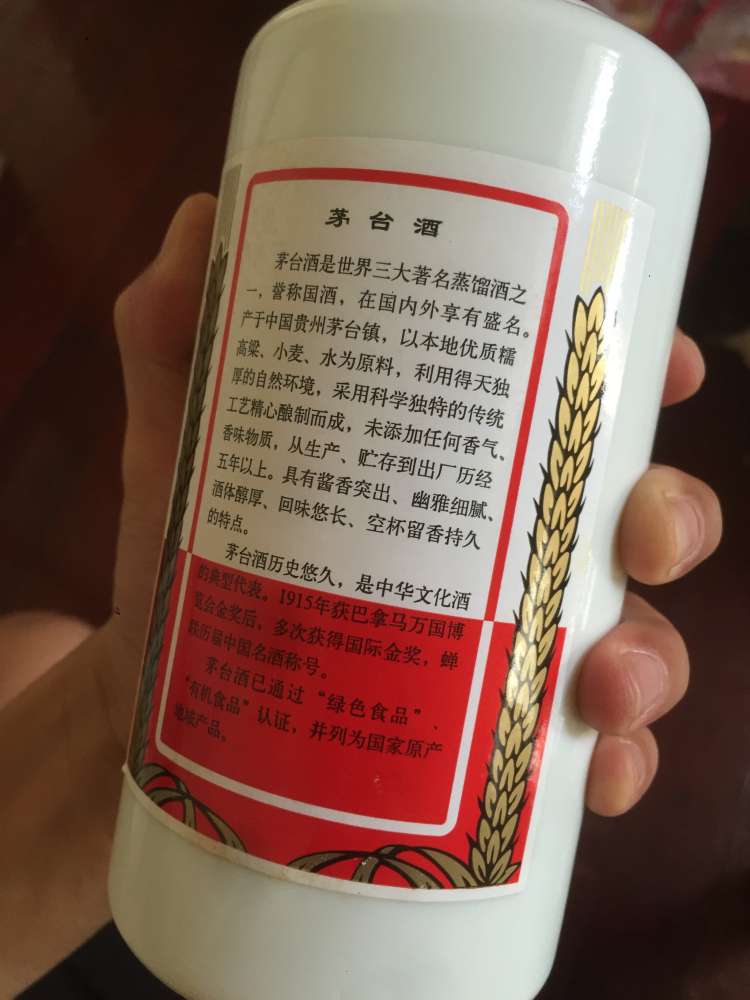 茅台酒
茅台酒是世界三大著名蒸馏酒之
一，誉称国酒，在国内外享有盛名。
产于中国贵州茅台镇，以本地优质糯
高粱、小麦、水为原料，利用得天独
厚的自然环境，采用科学独特的传统
工艺精心酿制而成，未添加任何香气、
香味物质，从生产、贮存到出厂历经
五年以上。具有酱香突出、幽雅细腻、
酒体醇厚、回味悠长、空杯留香持久
的特点。
茅台酒历史悠久，是中华文化酒
的典型代表。1915年获巴拿马万国博
览会金奖后，多次获得国际金奖，蝉
联历届中国名酒称号。
茅台酒已通过“绿色食品”、
“有机食品”认证，并列为国家原产
地域产品。